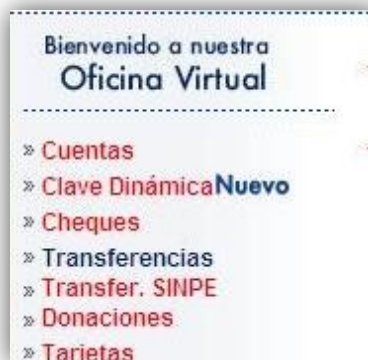 Bienvenido a nuestra
Oficina Virtual
» Cuentas
» Clave DinámicaNuevo
» Cheques
» Transferencias
» Transfer. SINPE
» Donaciones
» Tarjetas